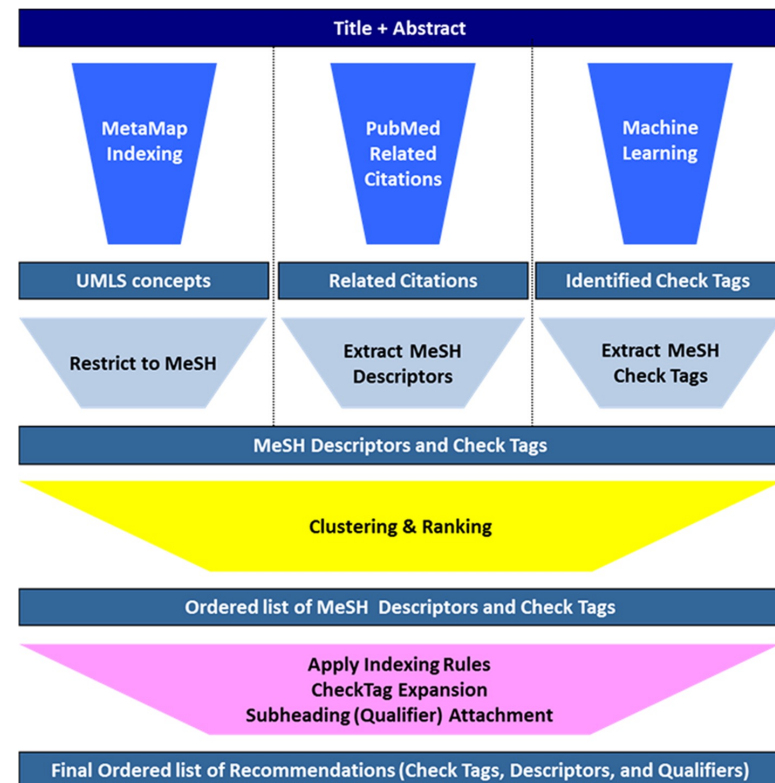 Title + Abstract
MetaMap
Indexing
PubMed
Related
Citations
Machine
Learning
UMLS concepts
Related Citations
Identified Check Tags
Restrict to MeSH
Extract MeSH
Descriptors
Extract MeSH
Check Tags
MeSH Descriptors and Check Tags
Clustering & Ranking
Ordered list of MeSH Descriptors and Check Tags
Apply Indexing Rules
CheckTag Expansion
Subheading (Qualifier) Attachment
Final Ordered list of Recommendations (Check Tags, Descriptors, and Qualifiers)